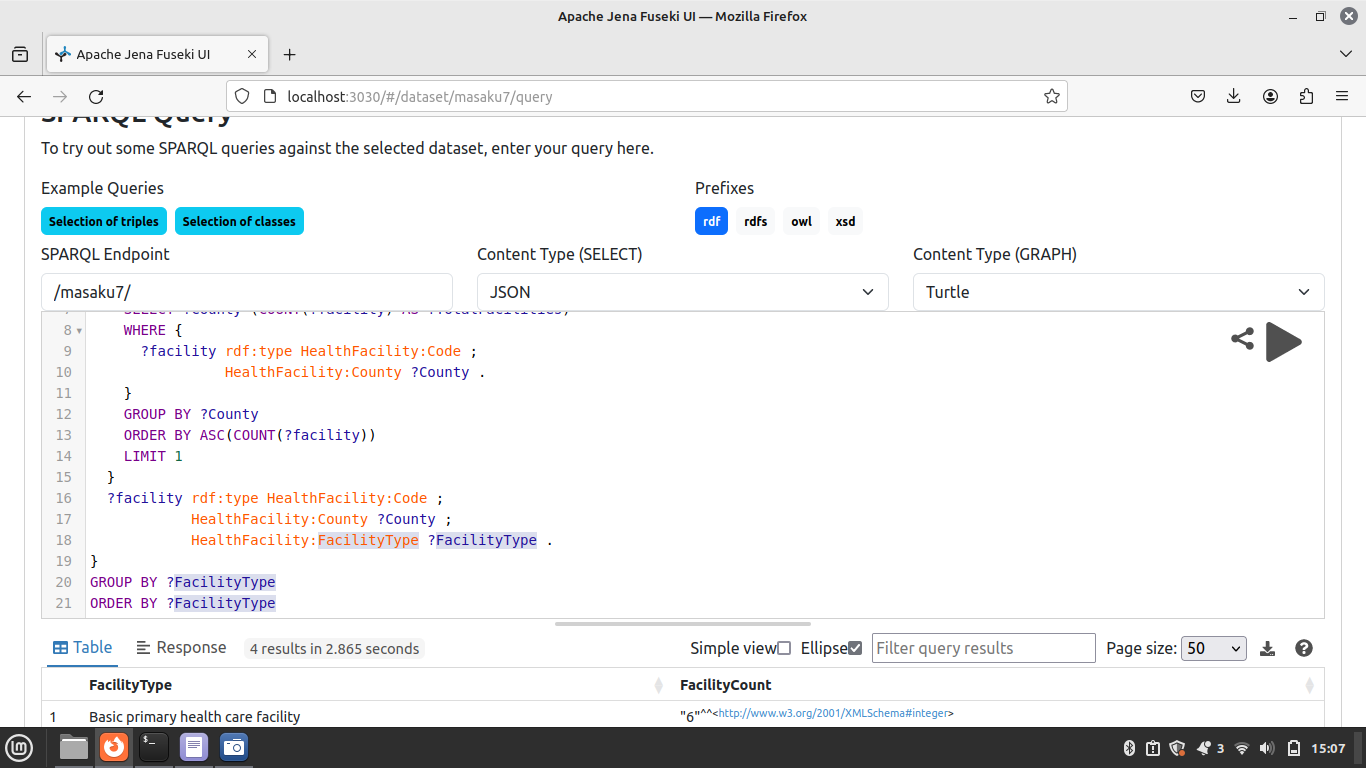 Apache Jena Fuseki UI — Mozilla Firefox
Apache Jena Fuseki UI
localhost:3030/#/dataset/masaku7/query
SPARQL Query
To try out some SPARQL queries against the selected dataset, enter your query here.
Example Queries
Prefixes
Selection of triples
Selection of classes
rdf
rdfs
owl
xsd
SPARQL Endpoint
Content Type (SELECT)
Content Type (GRAPH)
/masaku7/
JSON
Turtle
7 SELECT ?County (COUNT(?facility) AS ?TotalFacilities)
8 WHERE {
9 ?facility rdf:type HealthFacility:Code ;
10 HealthFacility:County ?County .
11 }
12 GROUP BY ?County
13 ORDER BY ASC(COUNT(?facility))
14 LIMIT 1
15 }
16 ?facility rdf:type HealthFacility:Code ;
17 HealthFacility:County ?County ;
18 HealthFacility:FacilityType ?FacilityType .
19 }
20 GROUP BY ?FacilityType
21 ORDER BY ?FacilityType
Table
Response
4 results in 2.865 seconds
Simple view
Ellipse
Filter query results
Page size:
50
FacilityType
FacilityCount
1
Basic primary health care facility
"6"^^<http://www.w3.org/2001/XMLSchema#integer>
3
15:07